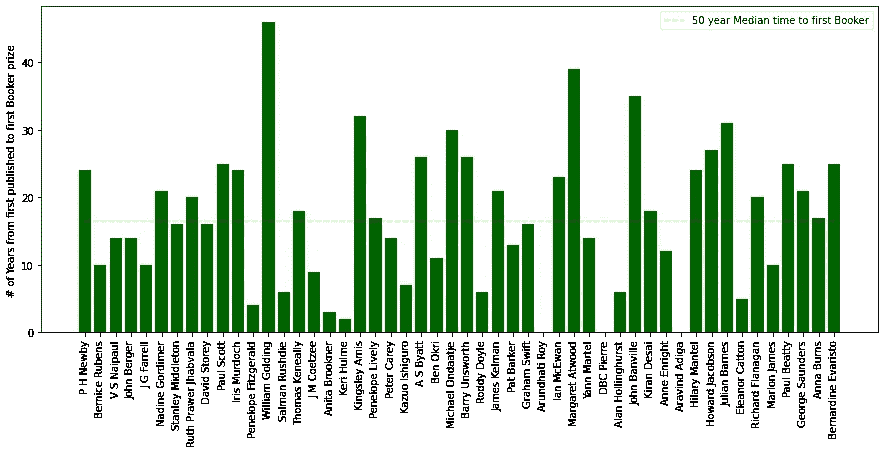 50 year Median time to first Booker
# of Years from first published to first Booker prize
40
30
20
10
0
P H Newby
Bernice Rubens
V S Naipaul
John Berger
J G Farrell
Nadine Gordimer
Stanley Middleton
Ruth Prawer Jhabvala
David Storey
Paul Scott
Iris Murdoch
Penelope Fitzgerald
William Golding
Salman Rushdie
Thomas Keneally
J M Coetzee
Anita Brookner
Keri Hulme
Kingsley Amis
Penelope Lively
Peter Carey
Kazuo Ishiguro
A S Byatt
Ben Okri
Michael Ondaatje
Barry Unsworth
Roddy Doyle
James Kelman
Pat Barker
Graham Swift
Arundhati Roy
Ian McEwan
Margaret Atwood
Yann Martel
DBC Pierre
Alan Hollinghurst
John Banville
Kiran Desai
Anne Enright
Aravind Adiga
Hilary Mantel
Howard Jacobson
Julian Barnes
Eleanor Catton
Richard Flanagan
Marlon James
Paul Beatty
George Saunders
Anna Burns
Bernardine Evaristo